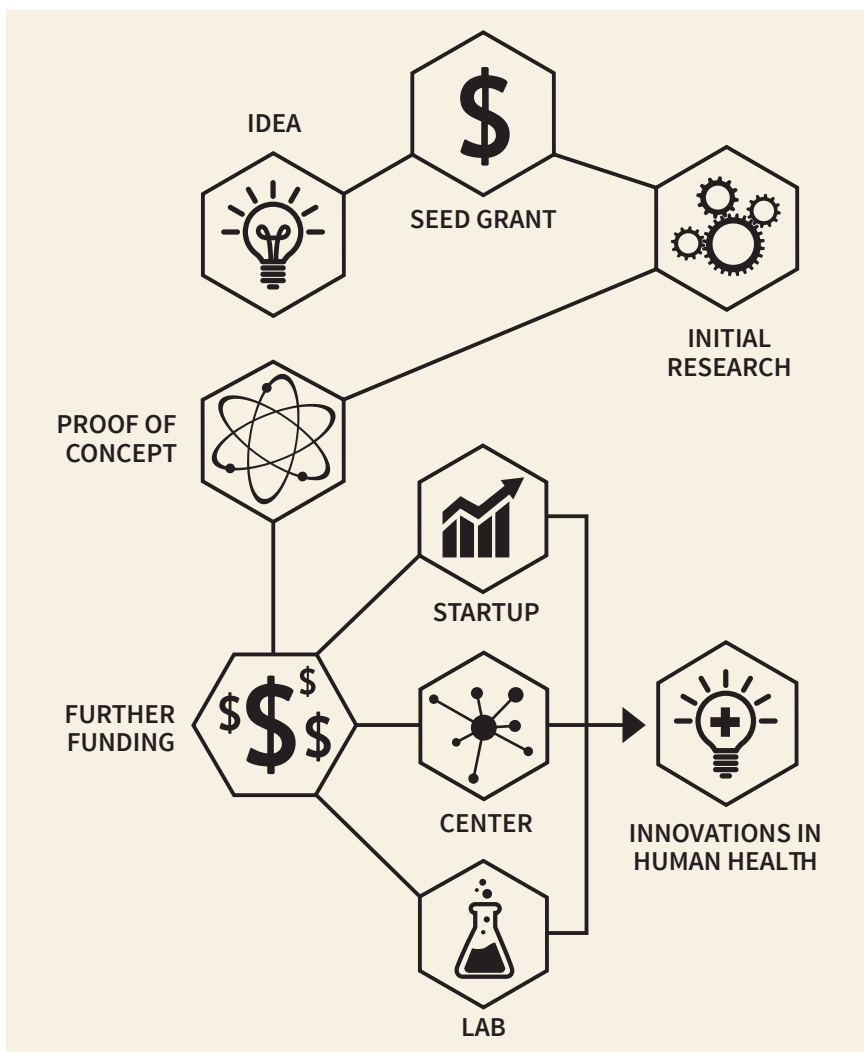 IDEA
$
SEED GRANT
INITIAL
RESEARCH
PROOF OF
CONCEPT
STARTUP
$ $ $ $
FURTHER
FUNDING
CENTER
INNOVATIONS IN
HUMAN HEALTH
LAB